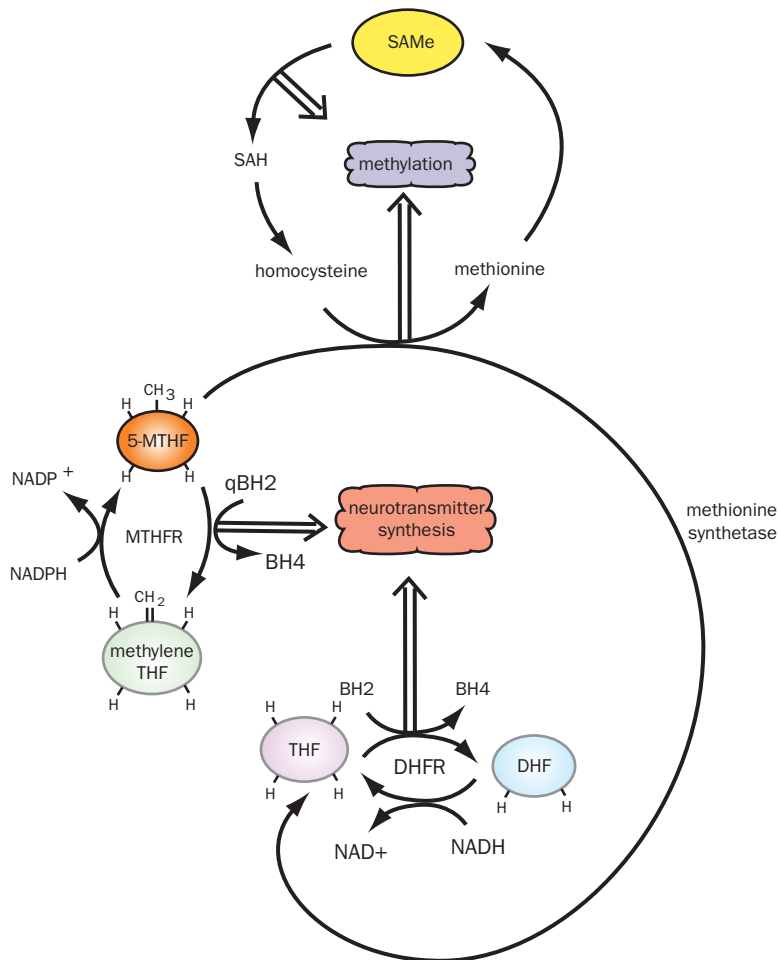 SAMe
SAH
methylation
homocysteine
methionine
CH3
H
H
5-MTHF
H
H
NADP +
qBH2
MTHFR
BH4
NADPH
neurotransmitter
synthesis
methionine
synthetase
CH2
H
H
methylene
THF
H
H
BH2
BH4
H
H
THF
DHFR
DHF
H
H
H
H
NAD+
NADH